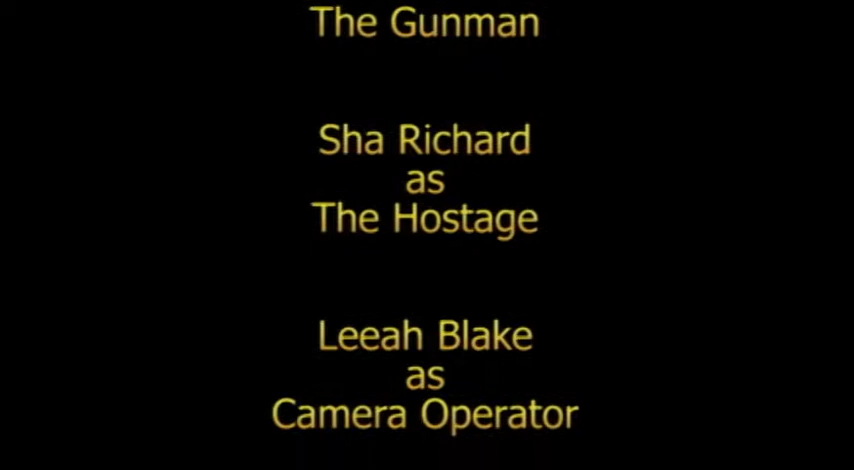 The Gunman
Sha Richard
as
The Hostage
Leeah Blake
as
Camera Operator